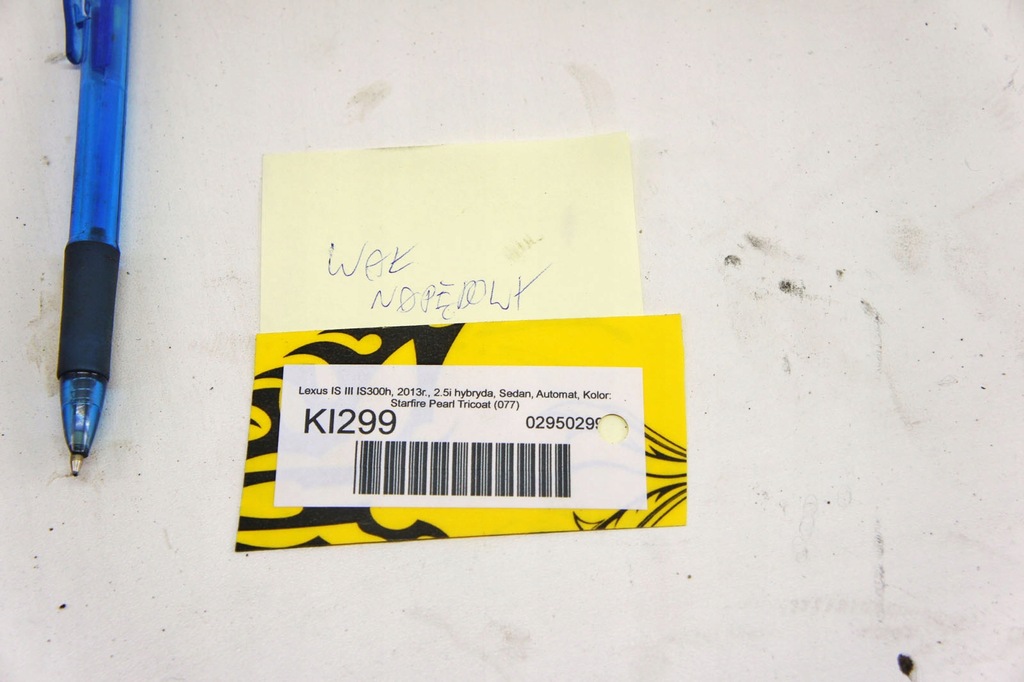 WAŁ
NAPĘDOWY
Lexus IS III IS300h, 2013r., 2.5i hybryda, Sedan, Automat, Kolor:
Starfire Pearl Tricoat (077)
KI299 0295029